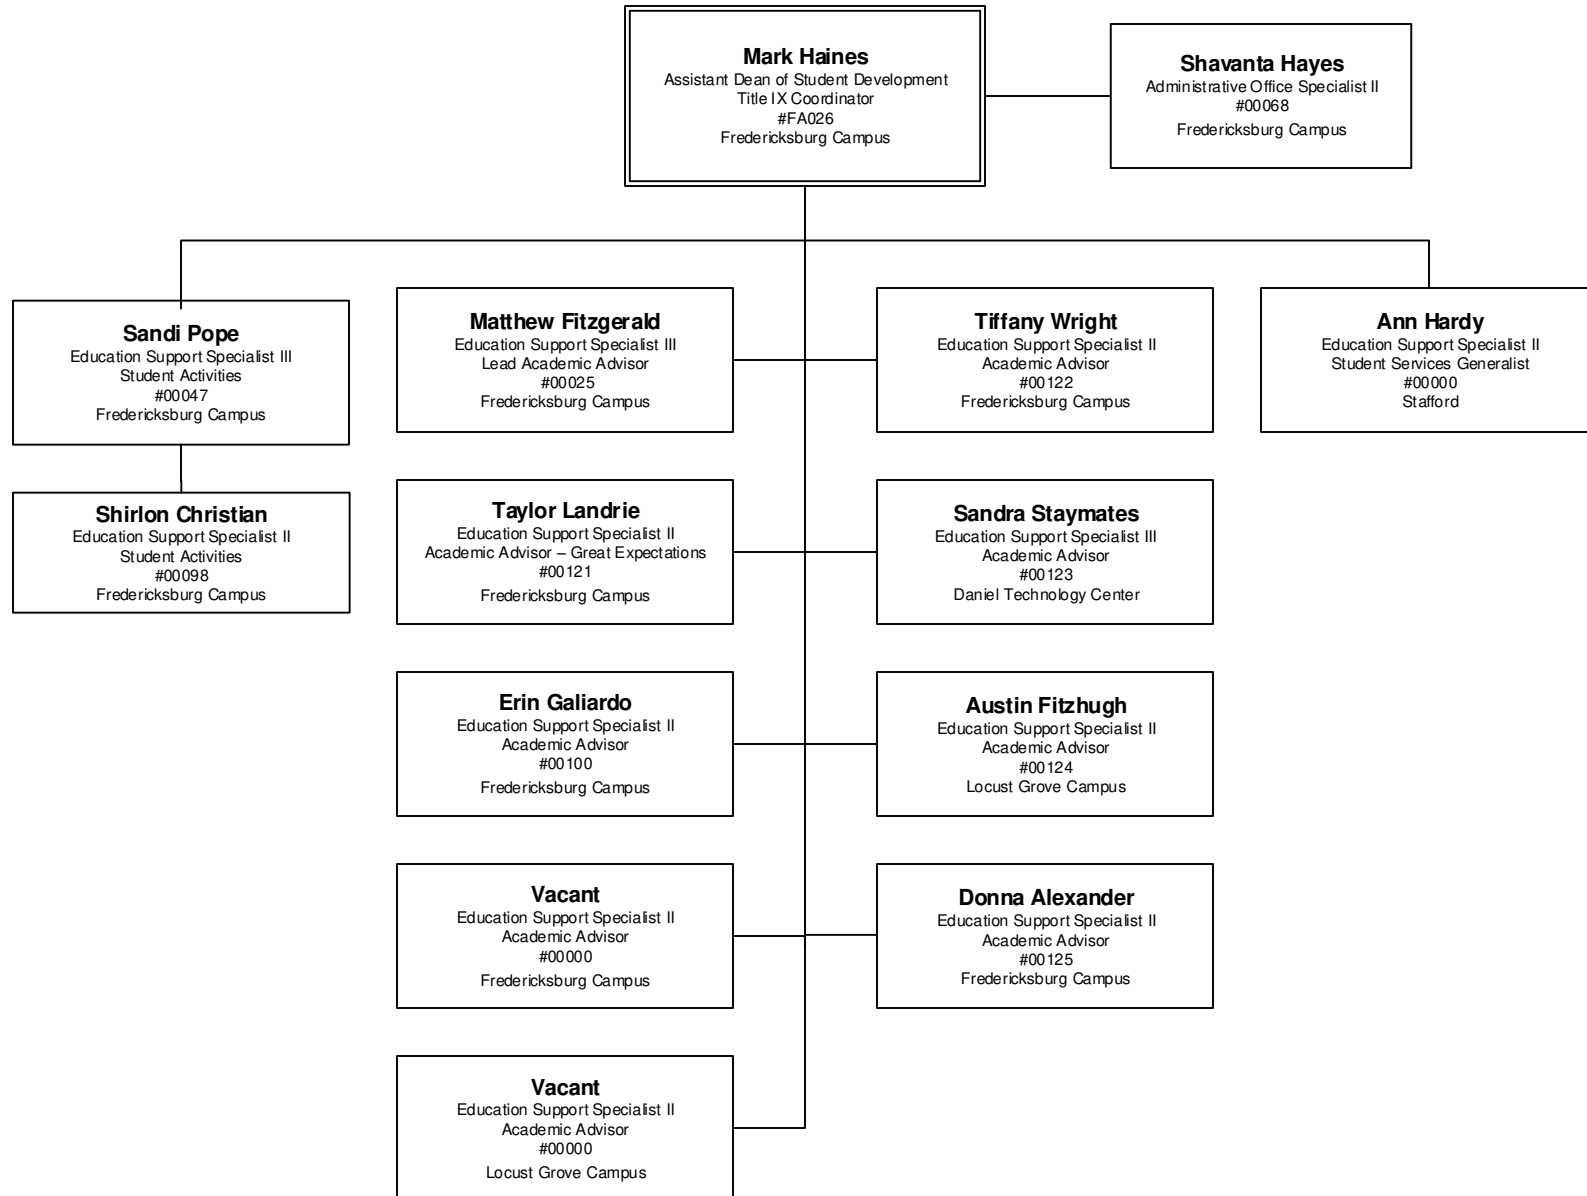 Mark Haines
Assistant Dean of Student Development
Title IX Coordinator
#FA026
Fredericksburg Campus
Shavanta Hayes
Administrative Office Specialist II
#00068
Fredericksburg Campus
Sandi Pope
Education Support Specialist III
Student Activities
#00047
Fredericksburg Campus
Matthew Fitzgerald
Education Support Specialist III
Lead Academic Advisor
#00025
Fredericksburg Campus
Tiffany Wright
Education Support Specialist II
Academic Advisor
#00122
Fredericksburg Campus
Ann Hardy
Education Support Specialist II
Student Services Generalist
#00000
Stafford
Shirlon Christian
Education Support Specialist II
Student Activities
#00098
Fredericksburg Campus
Taylor Landrie
Education Support Specialist II
Academic Advisor – Great Expectations
#00121
Fredericksburg Campus
Sandra Staymates
Education Support Specialist III
Academic Advisor
#00123
Daniel Technology Center
Erin Galiardo
Education Support Specialist II
Academic Advisor
#00100
Fredericksburg Campus
Austin Fitzhugh
Education Support Specialist II
Academic Advisor
#00124
Locust Grove Campus
Vacant
Education Support Specialist II
Academic Advisor
#00000
Fredericksburg Campus
Donna Alexander
Education Support Specialist II
Academic Advisor
#00125
Fredericksburg Campus
Vacant
Education Support Specialist II
Academic Advisor
#00000
Locust Grove Campus